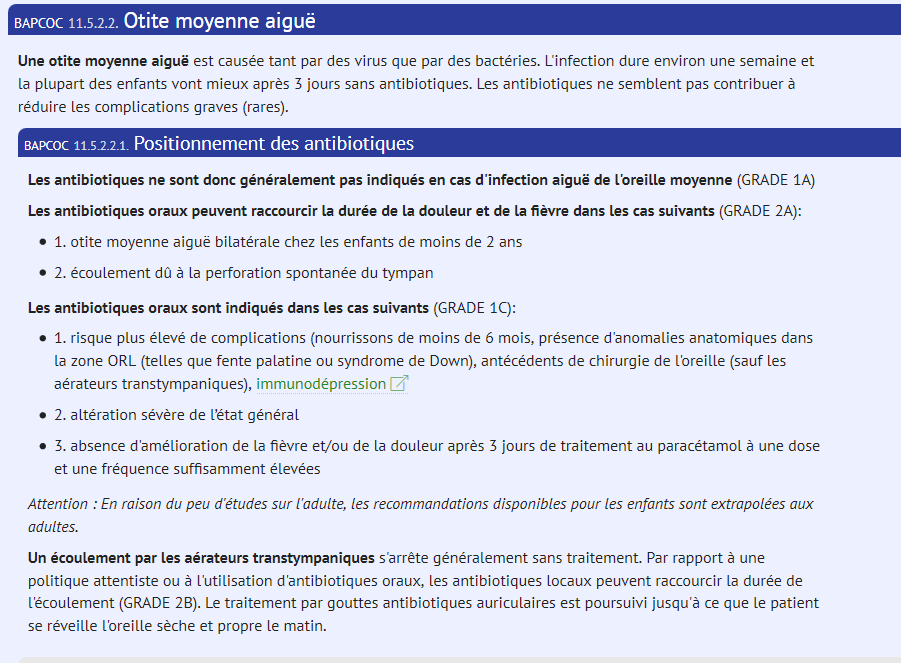 BAPCOC 11.5.2.2. Otite moyenne aiguë
Une otite moyenne aiguë est causée tant par des virus que par des bactéries. L'infection dure environ une semaine et
la plupart des enfants vont mieux après 3 jours sans antibiotiques. Les antibiotiques ne semblent pas contribuer à
réduire les complications graves (rares).
BAPCOC 11.5.2.2.1. Positionnement des antibiotiques
Les antibiotiques ne sont donc généralement pas indiqués en cas d'infection aiguë de l'oreille moyenne (GRADE 1A)
Les antibiotiques oraux peuvent raccourcir la durée de la douleur et de la fièvre dans les cas suivants (GRADE 2A):
• 1. otite moyenne aiguë bilatérale chez les enfants de moins de 2 ans
• 2. écoulement dû à la perforation spontanée du tympan
Les antibiotiques oraux sont indiqués dans les cas suivants (GRADE 1C):
• 1. risque plus élevé de complications (nourrissons de moins de 6 mois, présence d'anomalies anatomiques dans
la zone ORL (telles que fente palatine ou syndrome de Down), antécédents de chirurgie de l'oreille (sauf les
aérateurs transtympaniques), immunodépression
• 2. altération sévère de l'état général
• 3. absence d'amélioration de la fièvre et/ou de la douleur après 3 jours de traitement au paracétamol à une dose
et une fréquence suffisamment élevées
Attention : En raison du peu d'études sur l'adulte, les recommandations disponibles pour les enfants sont extrapolées aux
adultes.
Un écoulement par les aérateurs transtympaniques s'arrête généralement sans traitement. Par rapport à une
politique attentiste ou à l'utilisation d'antibiotiques oraux, les antibiotiques locaux peuvent raccourcir la durée de
l'écoulement (GRADE 2B). Le traitement par gouttes antibiotiques auriculaires est poursuivi jusqu'à ce que le patient
se réveille l'oreille sèche et propre le matin.